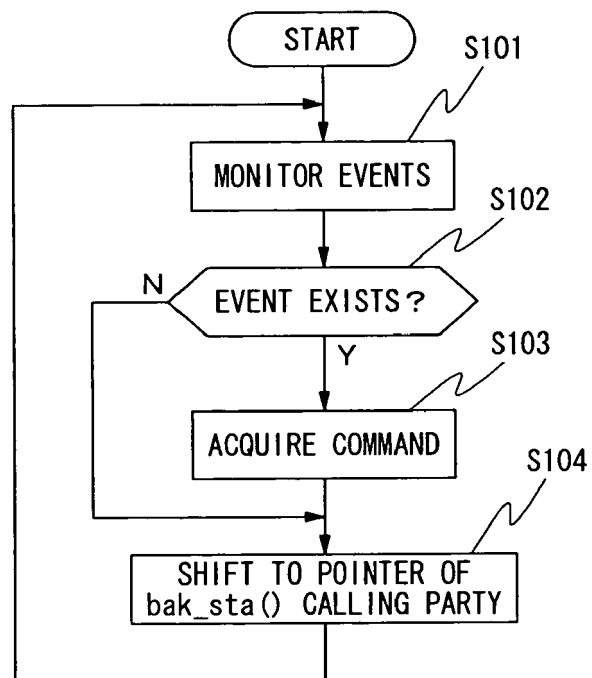 START
S101
MONITOR EVENTS
S102
N
EVENT EXISTS?
Y
S103
ACQUIRE COMMAND
S104
SHIFT TO POINTER OF
bak_sta() CALLING PARTY